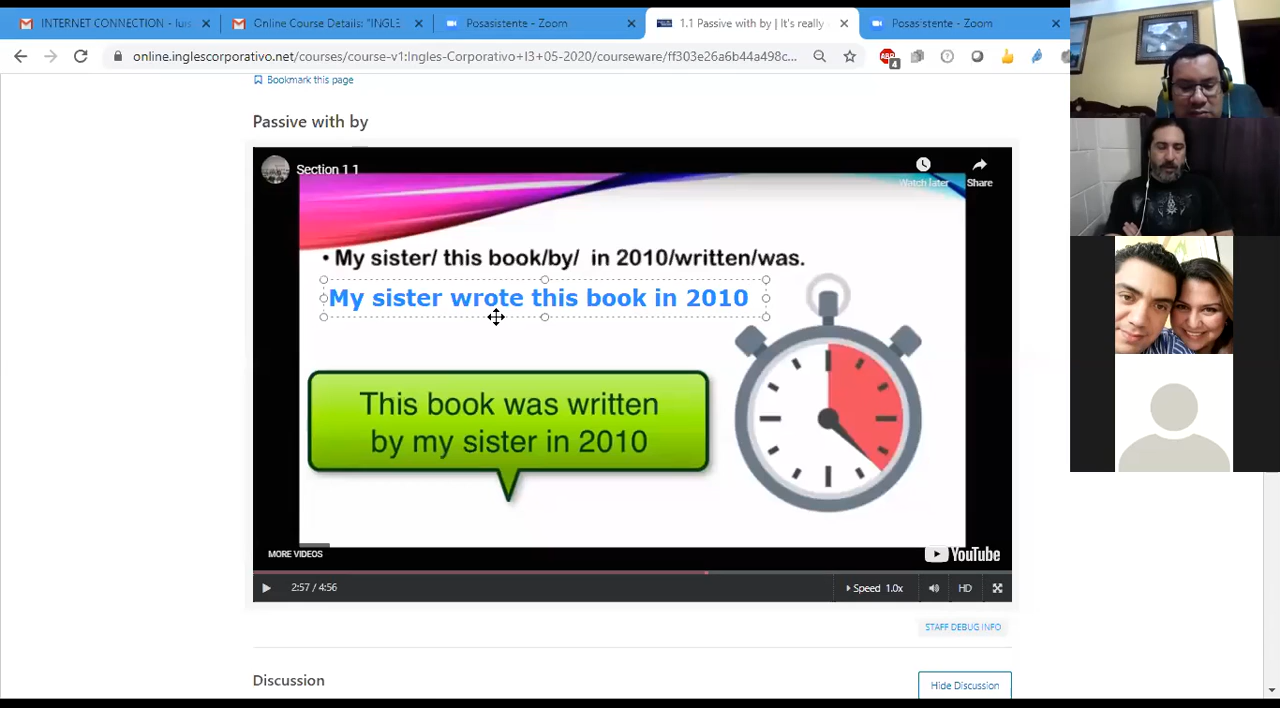 INTERNET CONNECTION - lu
Online Course Details: "INGLE
Posasistente - Zoom
1.1 Passive with by | It's really
Posasistente - Zoom
online.inglescorporativo.net/courses/course-v1:Ingles-Corporativo+I3+05-2020/courseware/ff303e26a6b44a498c...
4
Bookmark this page
Passive with by
Section 1 1
Watch later
Share
• My sister/ this book/by/ in 2010/written/was.
My sister wrote this book in 2010
This book was written
by my sister in 2010
MORE VIDEOS
YouTube
2:57 / 4:56
Speed 1.0x
HD
STAFF DEBUG INFO
Discussion
Hide Discussion